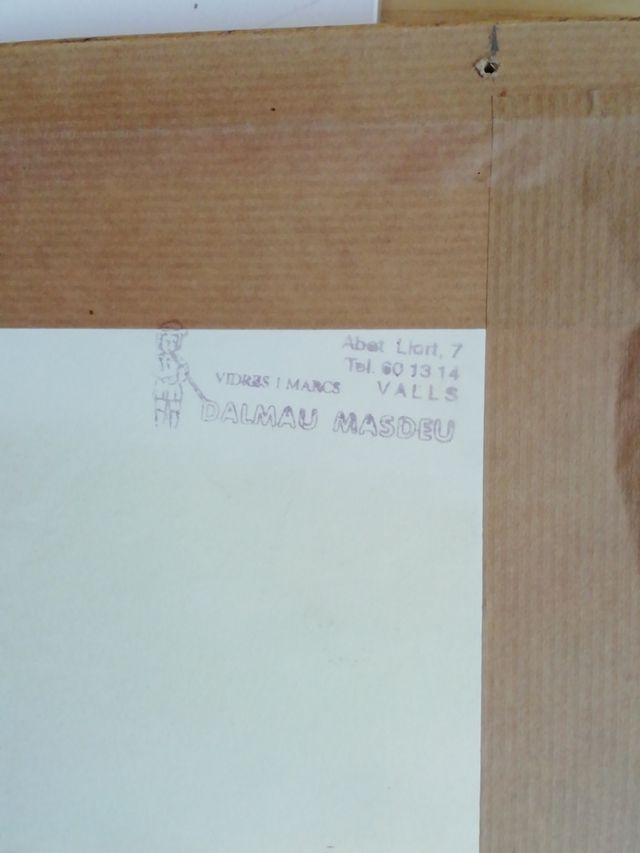 Abat Llort, 7
Tel. 60 13 14
VIDRES I MARCS VALLS
DALMAU MASDEU